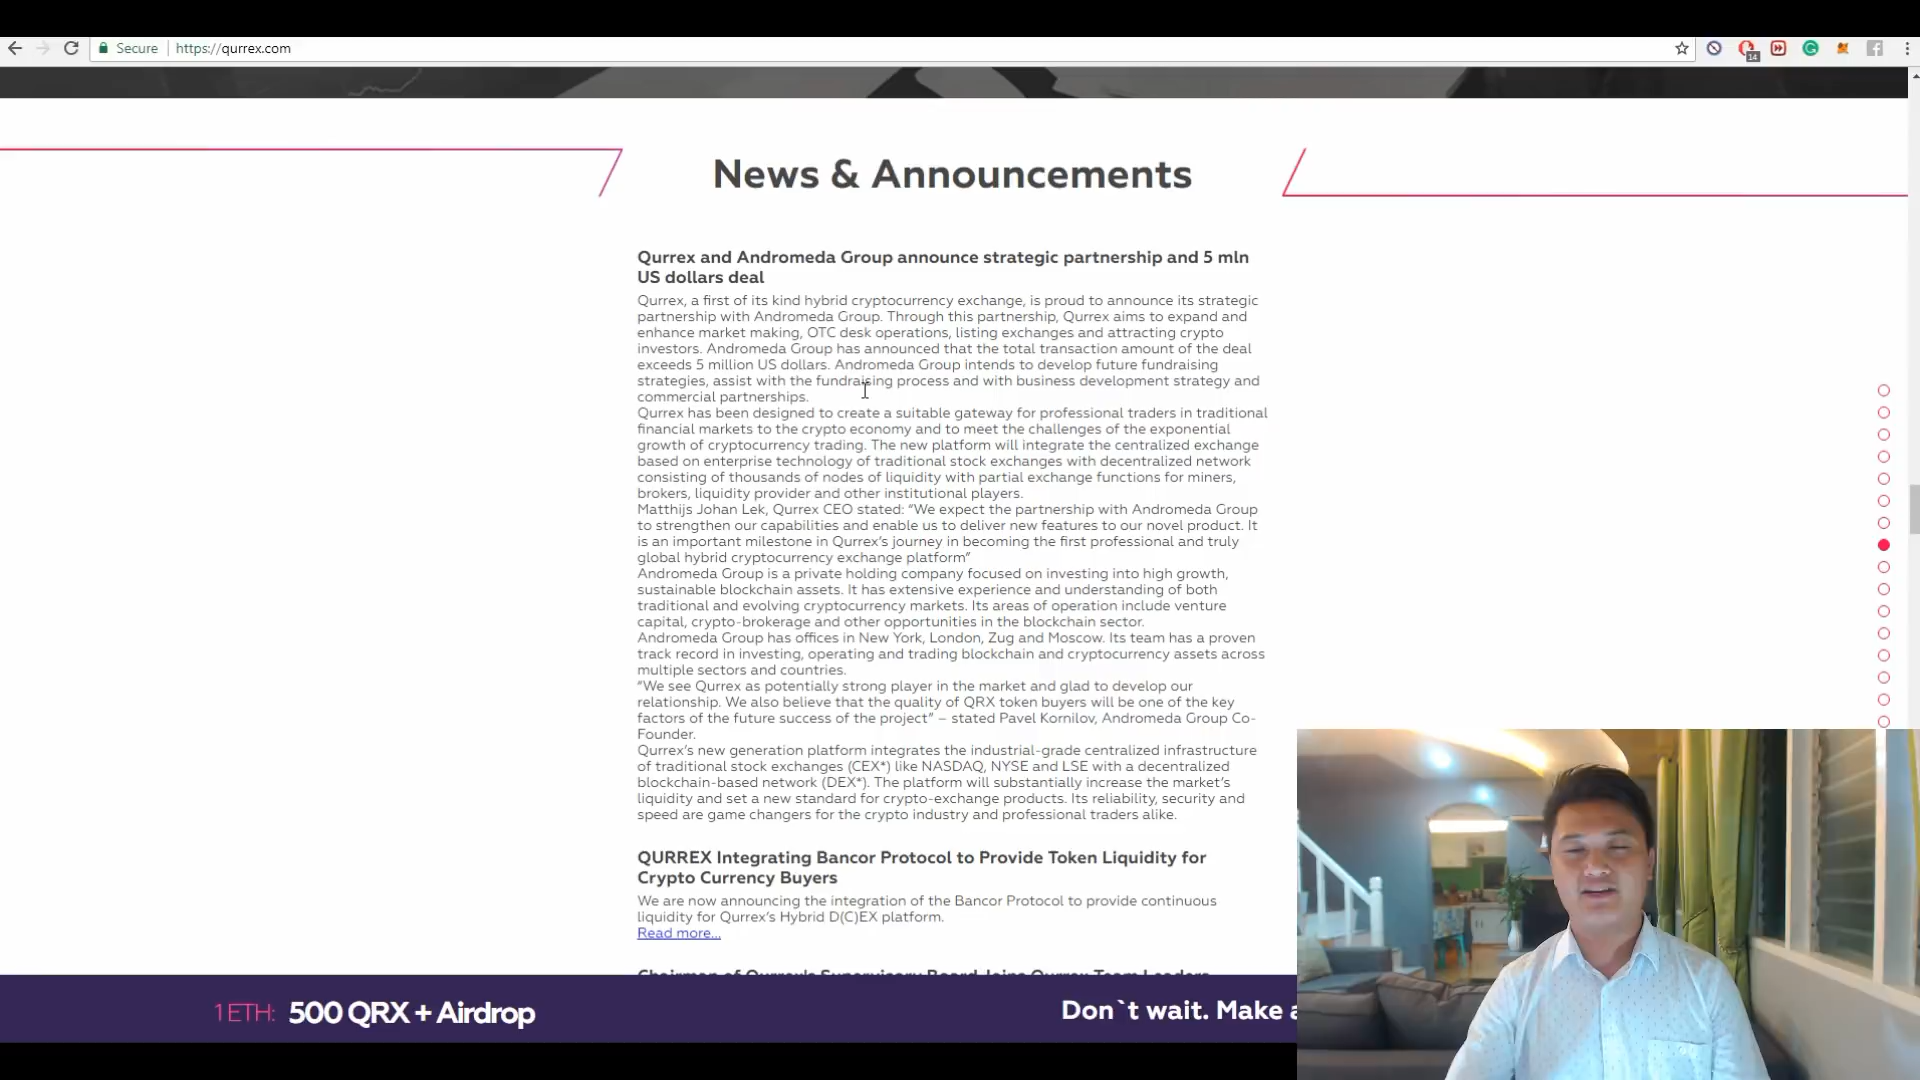 Secure
https://qurrex.com
14
News & Announcements
Qurrex and Andromeda Group announce strategic partnership and 5 mln
US dollars deal
Qurrex, a first of its kind hybrid cryptocurrency exchange, is proud to announce its strategic
partnership with Andromeda Group. Through this partnership, Qurrex aims to expand and
enhance market making, OTC desk operations, listing exchanges and attracting crypto
investors. Andromeda Group has announced that the total transaction amount of the deal
exceeds 5 million US dollars. Andromeda Group intends to develop future fundraising
strategies, assist with the fundraising process and with business development strategy and
commercial partnerships.
Qurrex has been designed to create a suitable gateway for professional traders in traditional
financial markets to the crypto economy and to meet the challenges of the exponential
growth of cryptocurrency trading. The new platform will integrate the centralized exchange
based on enterprise technology of traditional stock exchanges with decentralized network
consisting of thousands of nodes of liquidity with partial exchange functions for miners,
brokers, liquidity provider and other institutional players.
Matthijs Johan Lek, Qurrex CEO stated: “We expect the partnership with Andromeda Group
to strengthen our capabilities and enable us to deliver new features to our novel product. It
is an important milestone in Qurrex’s journey in becoming the first professional and truly
global hybrid cryptocurrency exchange platform”
Andromeda Group is a private holding company focused on investing into high growth,
sustainable blockchain assets. It has extensive experience and understanding of both
traditional and evolving cryptocurrency markets. Its areas of operation include venture
capital, crypto-brokerage and other opportunities in the blockchain sector.
Andromeda Group has offices in New York, London, Zug and Moscow. Its team has a proven
track record in investing, operating and trading blockchain and cryptocurrency assets across
multiple sectors and countries.
“We see Qurrex as potentially strong player in the market and glad to develop our
relationship. We also believe that the quality of QRX token buyers will be one of the key
factors of the future success of the project” – stated Pavel Kornilov, Andromeda Group Co-
Founder.
Qurrex’s new generation platform integrates the industrial-grade centralized infrastructure
of traditional stock exchanges (CEX*) like NASDAQ, NYSE and LSE with a decentralized
blockchain-based network (DEX*). The platform will substantially increase the market’s
liquidity and set a new standard for crypto-exchange products. Its reliability, security and
speed are game changers for the crypto industry and professional traders alike.
QURREX Integrating Bancor Protocol to Provide Token Liquidity for
Crypto Currency Buyers
We are now announcing the integration of the Bancor Protocol to provide continuous
liquidity for Qurrex’s Hybrid D(C)EX platform.
Read more...
Chairman of Qurrex’s Supervisory Board Joins Qurrex Team Leaders
1 ETH: 500 QRX + Airdrop
Don`t wait. Make a